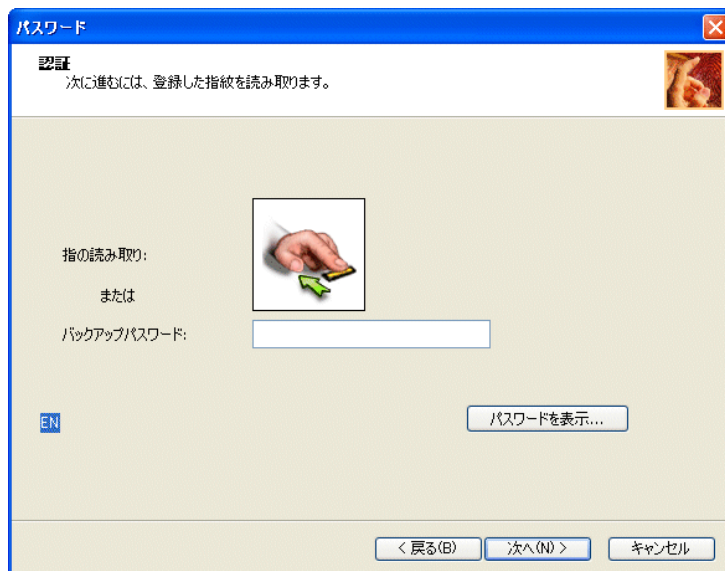 パスワード
認証
次に進むには、登録した指紋を読み取ります。
指の読み取り:
または
バックアップパスワード:
EN
パスワードを表示...
< 戻る(B)
次へ(N) >
キャンセル